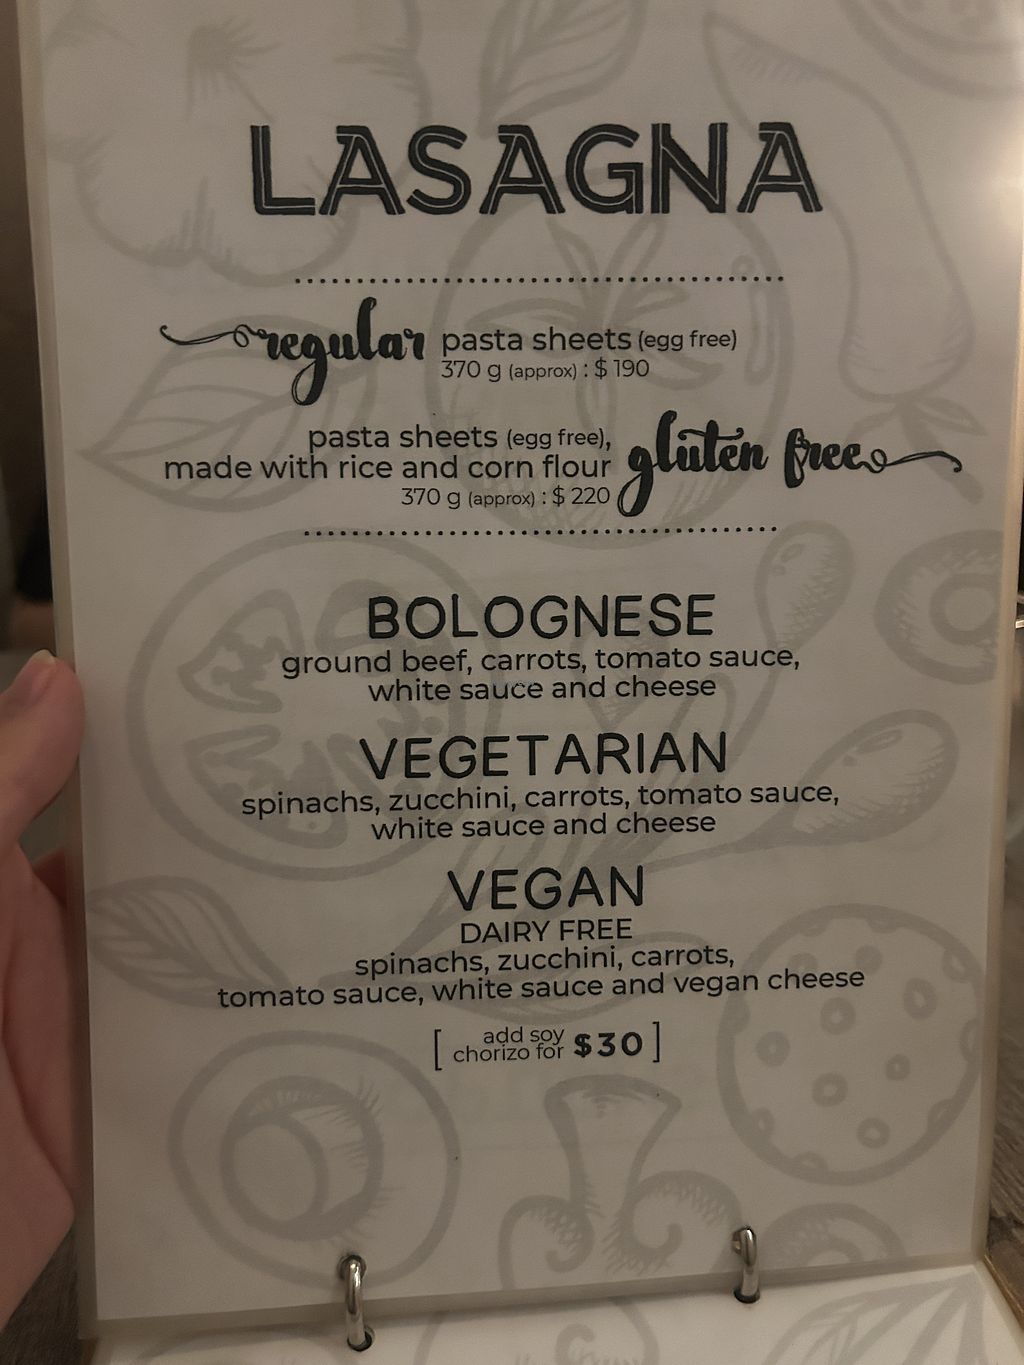 LASAGNA
regular pasta sheets (egg free)
370 g (approx) : $ 190
pasta sheets (egg free),
made with rice and corn flour gluten free
370 g (approx) : $ 220
BOLOGNESE
ground beef, carrots, tomato sauce,
white sauce and cheese
VEGETARIAN
spinachs, zucchini, carrots, tomato sauce,
white sauce and cheese
VEGAN
DAIRY FREE
spinachs, zucchini, carrots,
tomato sauce, white sauce and vegan cheese
[ add soy
chorizo for $30 ]